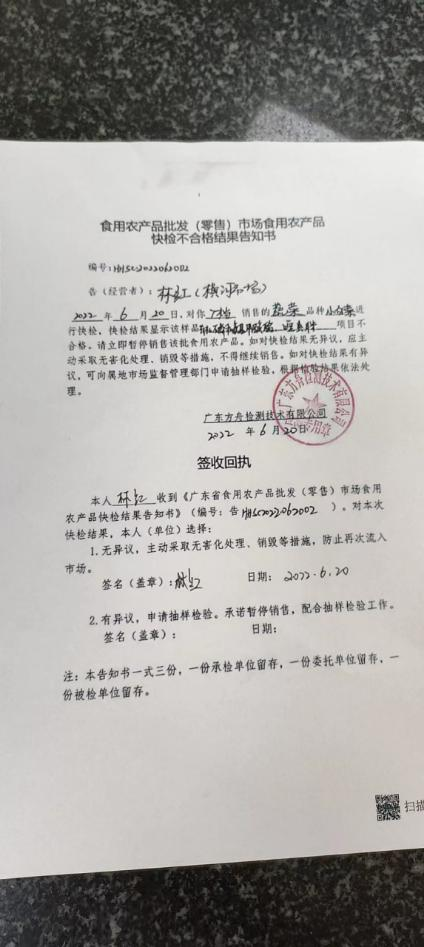 食用农产品批发（零售）市场食用农产品
快检不合格结果告知书
编号：HHSC2022062002
告（经营者）：林红（横河市场）
2022 年 6 月 20 日，对你 7档 销售的 蔬菜 品种 小白菜 进
行快检，快检结果显示该样品 项目不
合格。请立即暂停销售该批食用农产品。如对快检结果无异议，应主
动采取无害化处理、销毁等措施，不得继续销售。如对快检结果有异
议，可向属地市场监督管理部门申请抽样检验，根据检验结果依法处
理。
广东方舟检测技术有限公司
2022 年 6 月 20 日
签收回执
本人 林红 收到《广东省食用农产品批发（零售）市场食用
农产品快检结果告知书》（编号：告 HHSC2022062002 ）。对本次
快检结果，本人（单位）选择：
1.无异议，主动采取无害化处理、销毁等措施，防止再次流入
市场。
签名（盖章）：林红 日期： 2022.6.20
2.有异议，申请抽样检验。承诺暂停销售，配合抽样检验工作。
签名（盖章）： 日期：
注：本告知书一式三份，一份承检单位留存，一份委托单位留存，一
份被检单位留存。
扫描